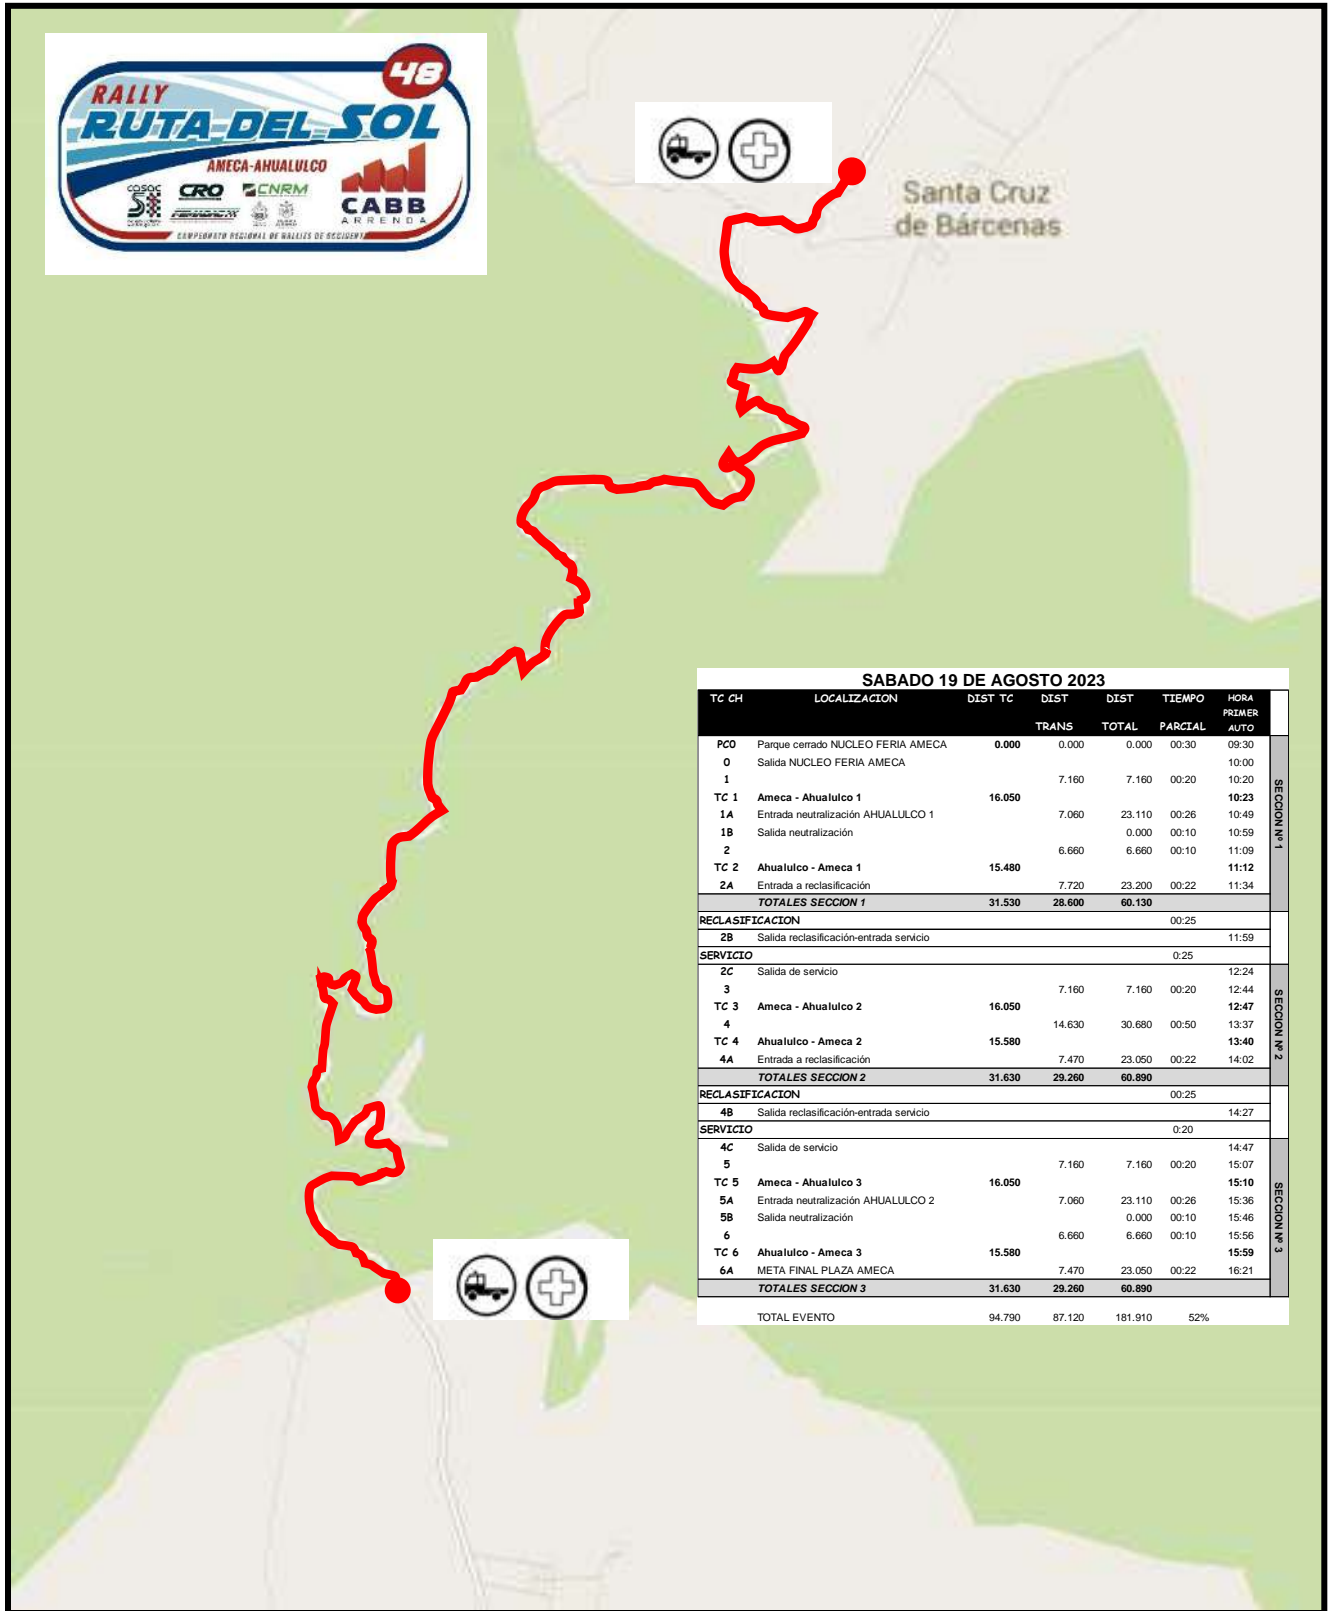 48
RALLY
RUTA DEL SOL
AMECA-AHUALULCO
CRO CNRM
CABB
ARRENDA
CAMPEONATO REGIONAL DE RALLIES DE OCCIDENTE
Santa Cruz
de Bárcenas
SABADO 19 DE AGOSTO 2023
TC CH LOCALIZACION DIST TC DIST DIST TIEMPO HORA
PRIMER
TRANS TOTAL PARCIAL AUTO
PC0 Parque cerrado NUCLEO FERIA AMECA 0.000 0.000 0.000 00:30 09:30
0 Salida NUCLEO FERIA AMECA 10:00
1 7.160 7.160 00:20 10:20
TC 1 Ameca - Ahualulco 1 16.050 10:23
1A Entrada neutralización AHUALULCO 1 7.060 23.110 00:26 10:49
1B Salida neutralización 0.000 00:10 10:59
2 6.660 6.660 00:10 11:09
TC 2 Ahualulco - Ameca 1 15.480 11:12
2A Entrada a reclasificación 7.720 23.200 00:22 11:34
TOTALES SECCION 1 31.530 28.600 60.130
SECCION Nº 1
RECLASIFICACION 00:25
2B Salida reclasificación-entrada servicio 11:59
SERVICIO 0:25
2C Salida de servicio 12:24
3 7.160 7.160 00:20 12:44
TC 3 Ameca - Ahualulco 2 16.050 12:47
4 14.630 30.680 00:50 13:37
TC 4 Ahualulco - Ameca 2 15.580 13:40
4A Entrada a reclasificación 7.470 23.050 00:22 14:02
TOTALES SECCION 2 31.630 29.260 60.890
SECCION Nº 2
RECLASIFICACION 00:25
4B Salida reclasificación-entrada servicio 14:27
SERVICIO 0:20
4C Salida de servicio 14:47
5 7.160 7.160 00:20 15:07
TC 5 Ameca - Ahualulco 3 16.050 15:10
5A Entrada neutralización AHUALULCO 2 7.060 23.110 00:26 15:36
5B Salida neutralización 0.000 00:10 15:46
6 6.660 6.660 00:10 15:56
TC 6 Ahualulco - Ameca 3 15.580 15:59
6A META FINAL PLAZA AMECA 7.470 23.050 00:22 16:21
TOTALES SECCION 3 31.630 29.260 60.890
SECCION Nº 3
TOTAL EVENTO 94.790 87.120 181.910 52%